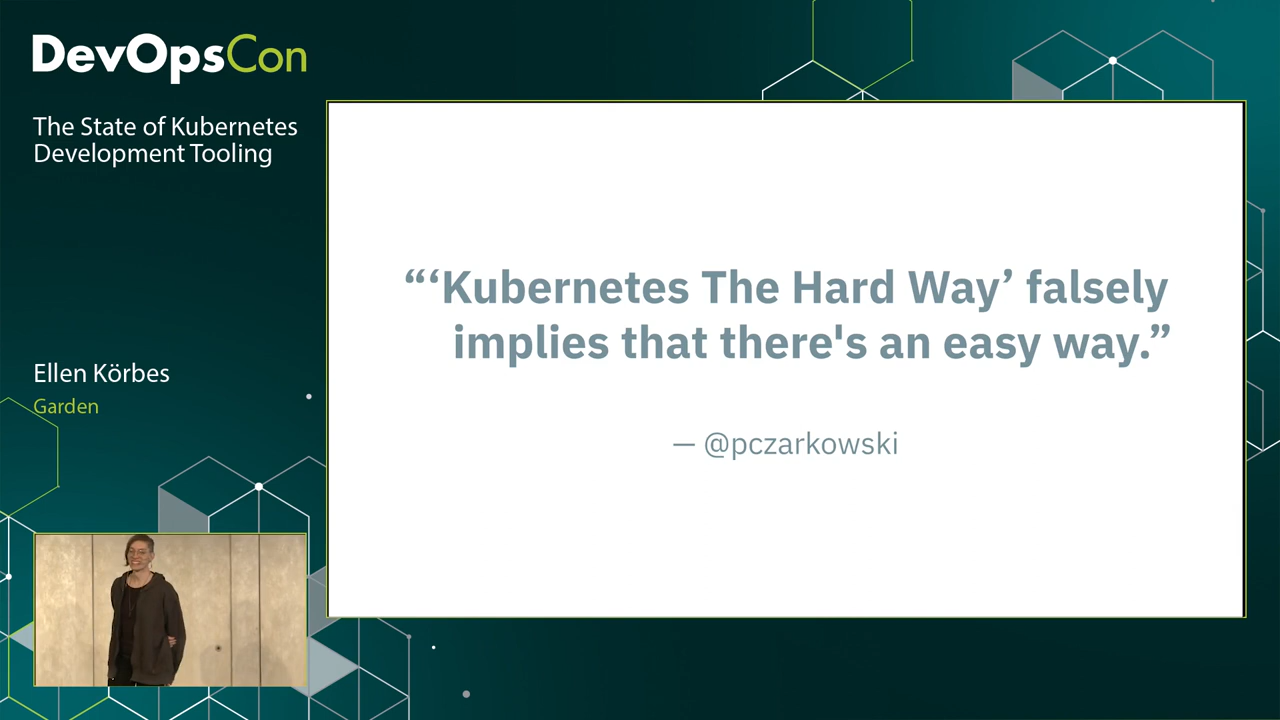 DevOpsCon
The State of Kubernetes
Development Tooling
“‘Kubernetes The Hard Way’ falsely
implies that there's an easy way.”
— @pczarkowski
Ellen Körbes
Garden